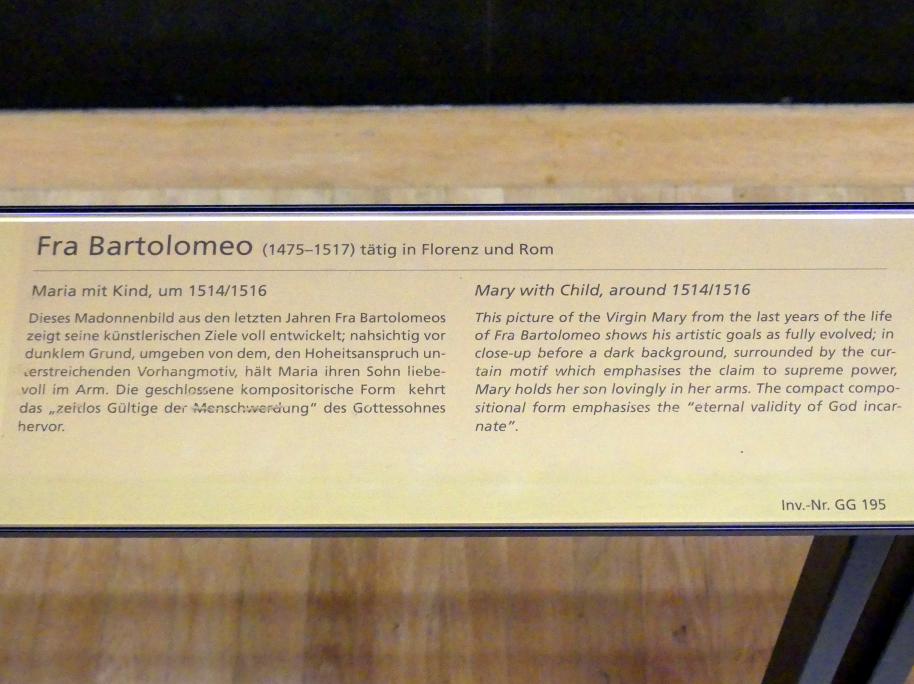 Fra Bartolomeo (1475–1517) tätig in Florenz und Rom
Maria mit Kind, um 1514/1516
Dieses Madonnenbild aus den letzten Jahren Fra Bartolomeos
zeigt seine künstlerischen Ziele voll entwickelt; nahsichtig vor
dunklem Grund, umgeben von dem, den Hoheitsanspruch un-
terstreichenden Vorhangmotiv, hält Maria ihren Sohn liebe-
voll im Arm. Die geschlossene kompositorische Form kehrt
das „zeitlos Gültige der Menschwerdung“ des Gottessohnes
hervor.
Mary with Child, around 1514/1516
This picture of the Virgin Mary from the last years of the life
of Fra Bartolomeo shows his artistic goals as fully evolved; in
close-up before a dark background, surrounded by the cur-
tain motif which emphasises the claim to supreme power,
Mary holds her son lovingly in her arms. The compact compo-
sitional form emphasises the “eternal validity of God incar-
nate”.
Inv.-Nr. GG 195